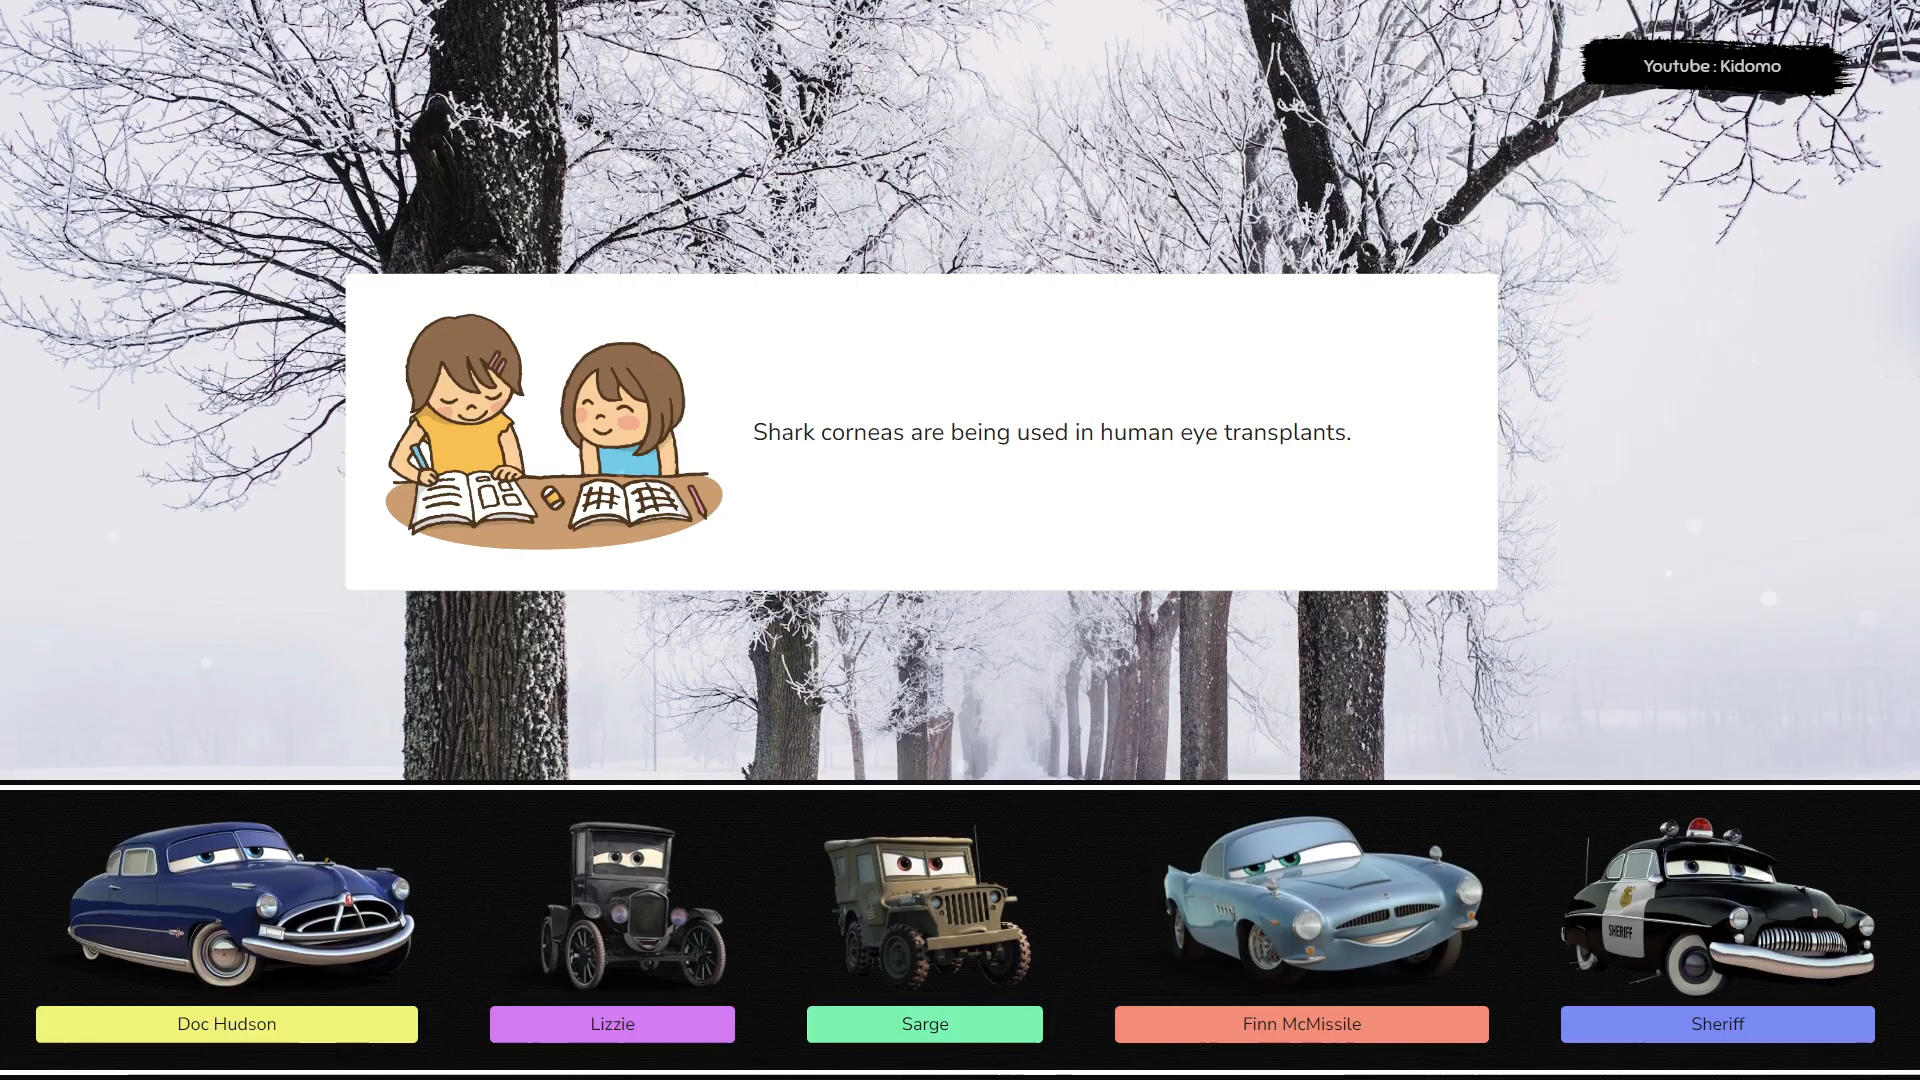 Youtube : Kidomo
Shark corneas are being used in human eye transplants.
SHERIFF
Doc Hudson
Lizzie
Sarge
Finn McMissile
Sheriff